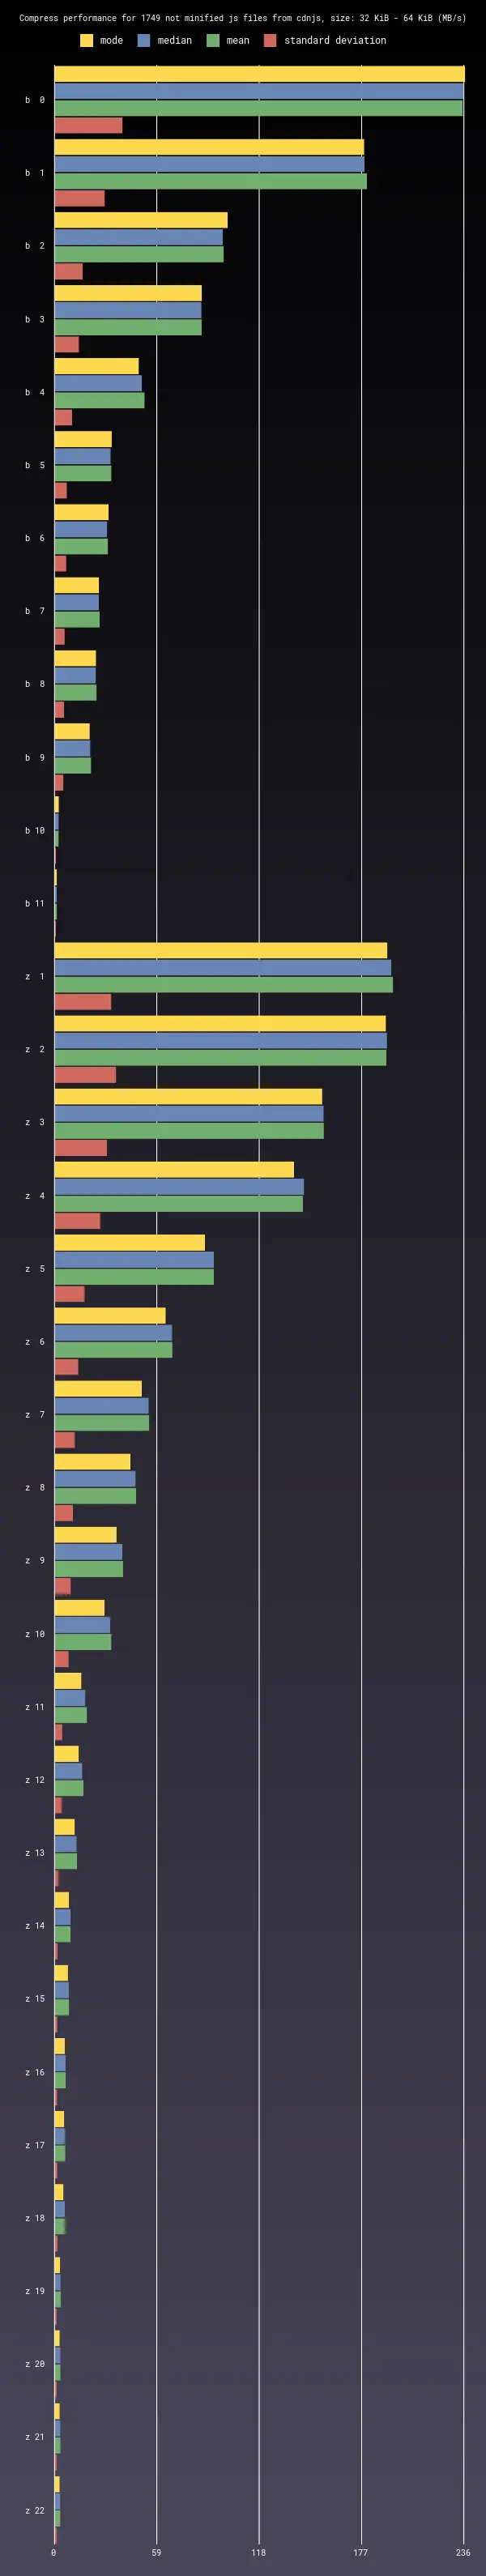 Compress performance for 1749 not minified js files from cdnjs, size: 32 KiB - 64 KiB (MB/s)
mode median mean standard deviation
b 0
b 1
b 2
b 3
b 4
b 5
b 6
b 7
b 8
b 9
b 10
b 11
z 1
z 2
z 3
z 4
z 5
z 6
z 7
z 8
z 9
z 10
z 11
z 12
z 13
z 14
z 15
z 16
z 17
z 18
z 19
z 20
z 21
z 22
0 59 118 177 236